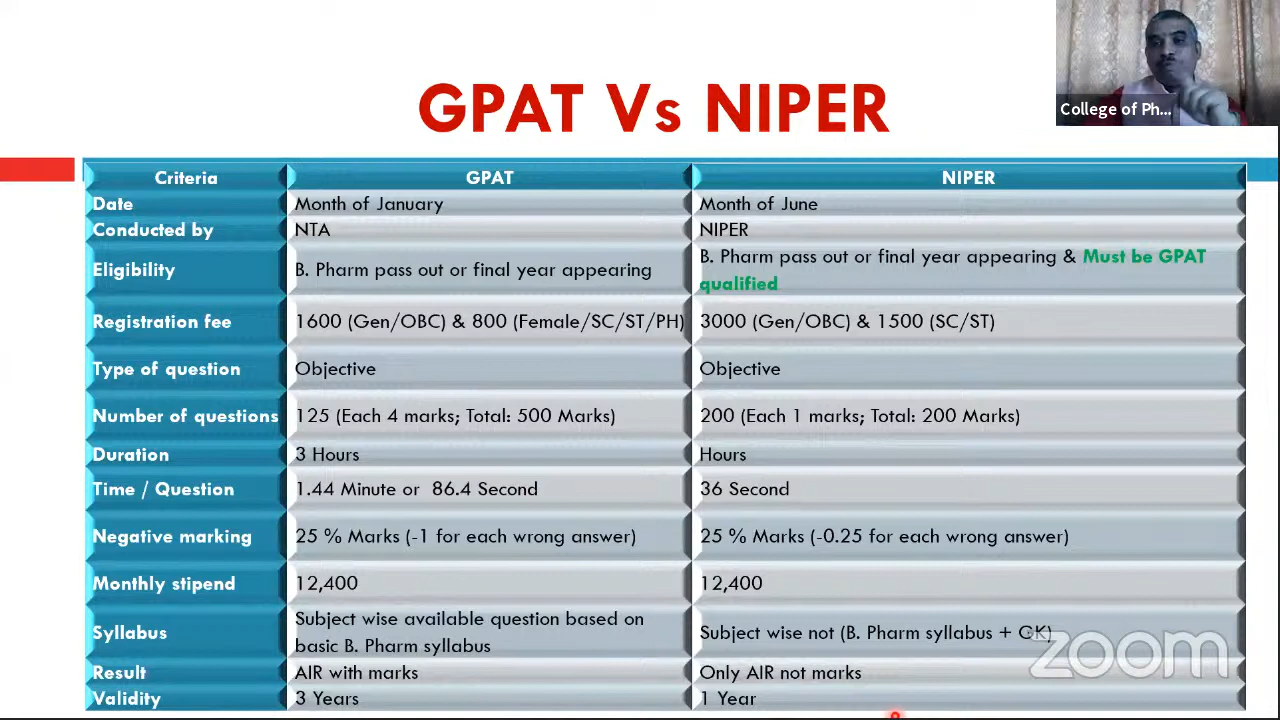 College of Ph...
GPAT Vs NIPER
Criteria GPAT NIPER
Date Month of January Month of June
Conducted by NTA NIPER
Eligibility B. Pharm pass out or final year appearing B. Pharm pass out or final year appearing & Must be GPAT
qualified
Registration fee 1600 (Gen/OBC) & 800 (Female/SC/ST/PH) 3000 (Gen/OBC) & 1500 (SC/ST)
Type of question Objective Objective
Number of questions 125 (Each 4 marks; Total: 500 Marks) 200 (Each 1 marks; Total: 200 Marks)
Duration 3 Hours Hours
Time / Question 1.44 Minute or 86.4 Second 36 Second
Negative marking 25 % Marks (-1 for each wrong answer) 25 % Marks (-0.25 for each wrong answer)
Monthly stipend 12,400 12,400
Syllabus Subject wise available question based on
basic B. Pharm syllabus Subject wise not (B. Pharm syllabus + GK)
zoom
Result AIR with marks Only AIR not marks
Validity 3 Years 1 Year